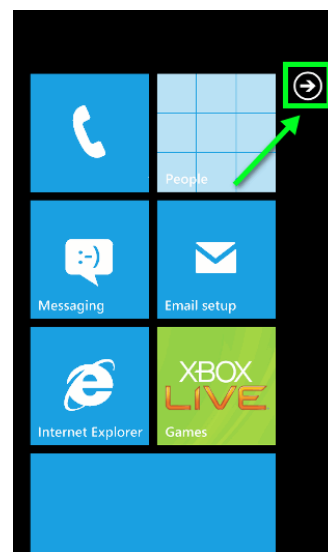 People
:-)
Messaging
Email setup
Internet Explorer
XBOX
LIVE
Games